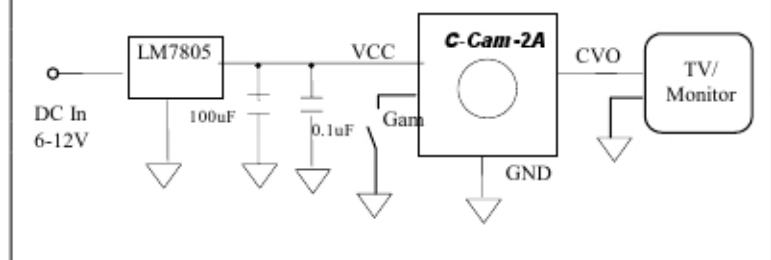 LM7805
VCC
C-Cam-2A
CVO
TV/
Monitor
DC In
6-12V
100uF
0.1uF
Gam
GND